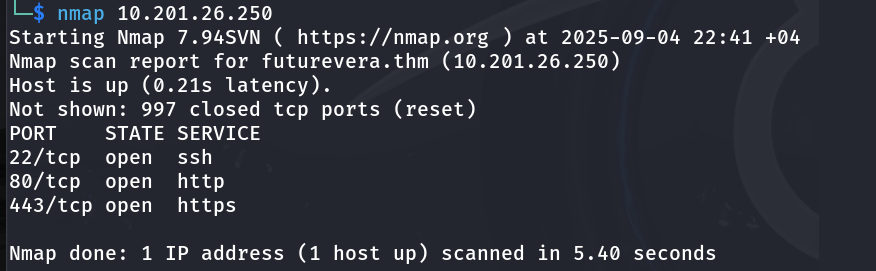 └─$ nmap 10.201.26.250
Starting Nmap 7.94SVN ( https://nmap.org ) at 2025-09-04 22:41 +04
Nmap scan report for futurevera.thm (10.201.26.250)
Host is up (0.21s latency).
Not shown: 997 closed tcp ports (reset)
PORT    STATE SERVICE
22/tcp  open  ssh
80/tcp  open  http
443/tcp open  https

Nmap done: 1 IP address (1 host up) scanned in 5.40 seconds